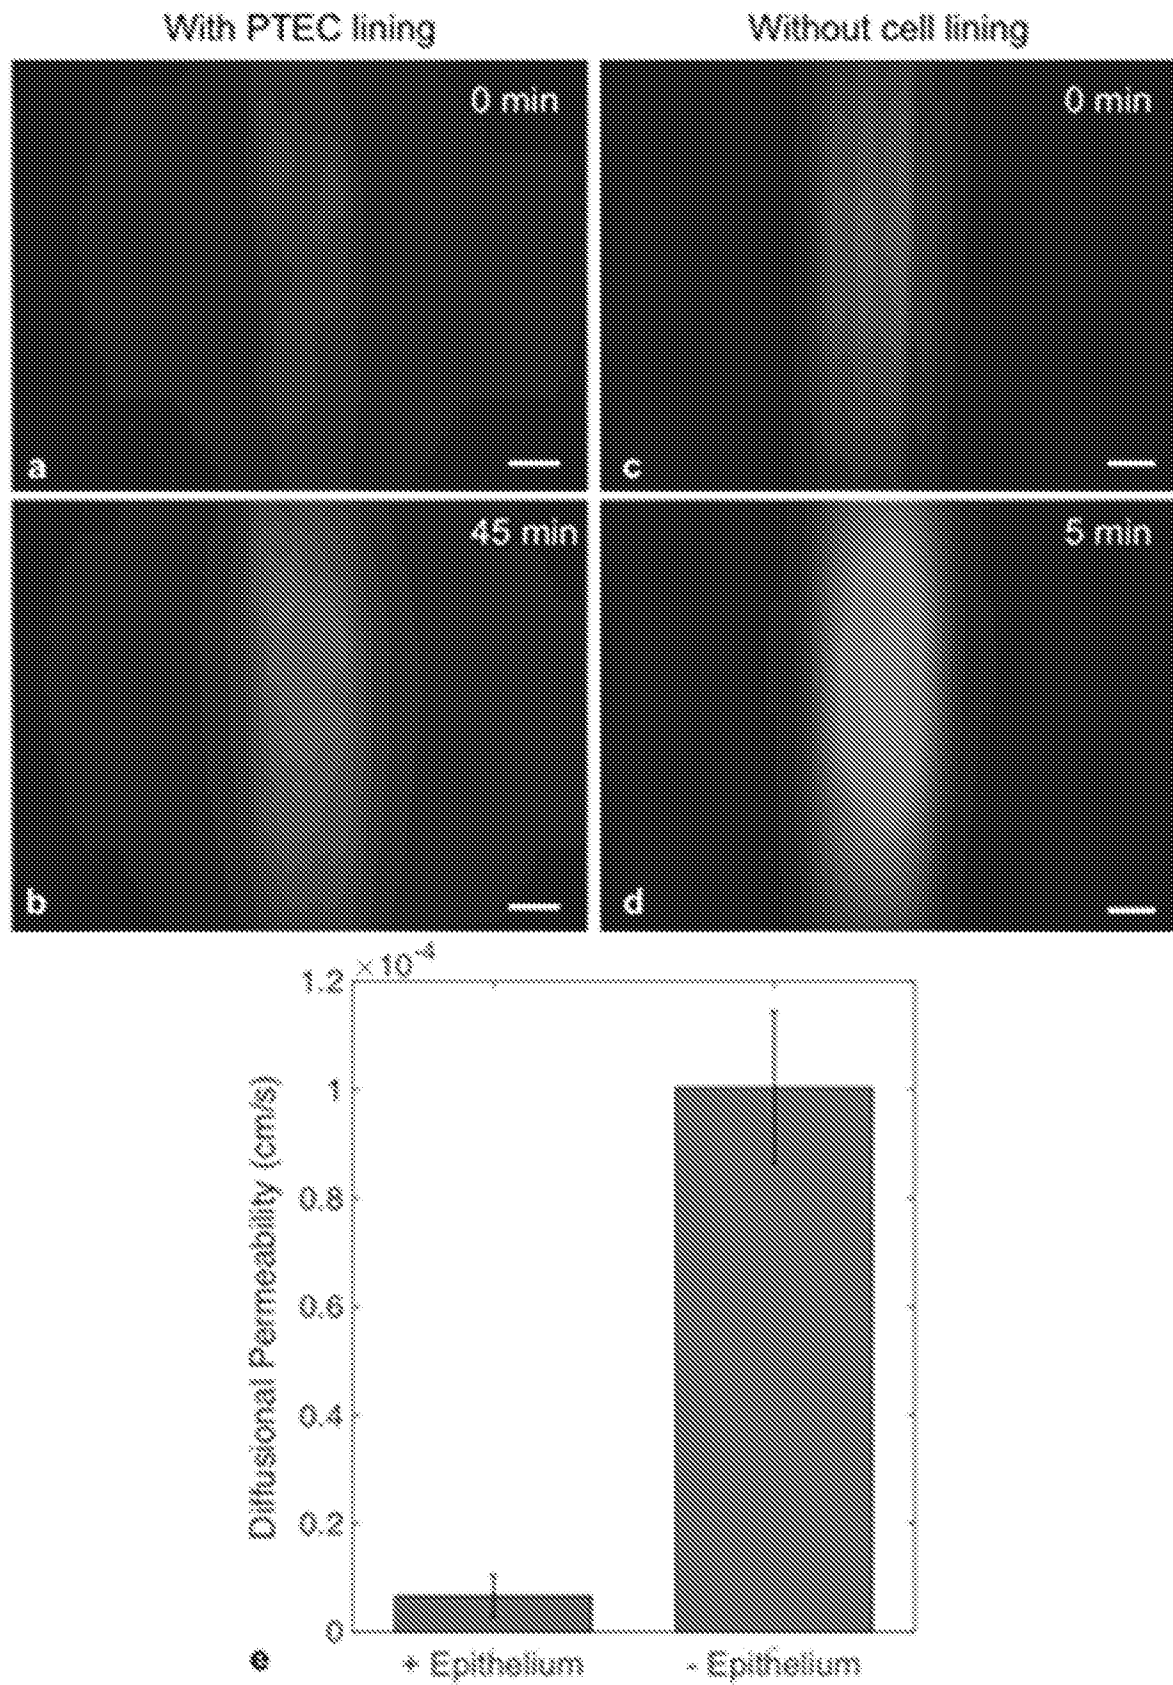 With PTEC lining
Without cell lining
0 min
0 min
a
c
45 min
5 min
b
d
×10⁻⁴
1.2
1
0.8
0.6
0.4
0.2
0
Diffusional Permeability (cm/s)
e
+ Epithelium
- Epithelium